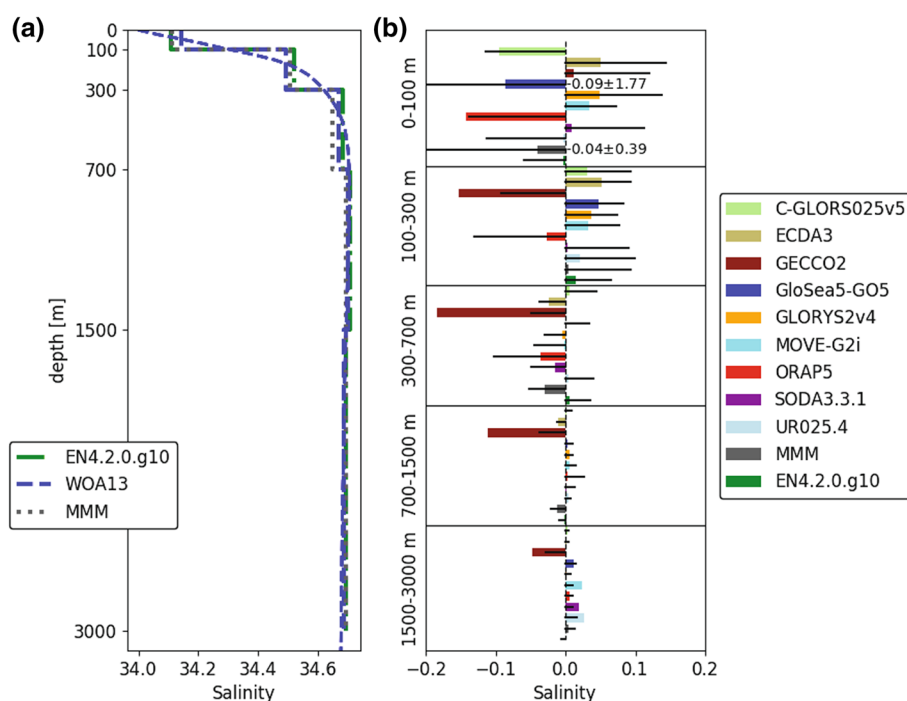 (a)
0
100
300
700
1500
3000
depth [m]
34.0 34.2 34.4 34.6
Salinity
EN4.2.0.g10
WOA13
MMM
(b)
0-100 m
100-300 m
300-700 m
700-1500 m
1500-3000 m
-0.09±1.77
-0.04±0.39
−0.2 −0.1 0.0 0.1 0.2
Salinity
C-GLORS025v5
ECDA3
GECCO2
GloSea5-GO5
GLORYS2v4
MOVE-G2i
ORAP5
SODA3.3.1
UR025.4
MMM
EN4.2.0.g10